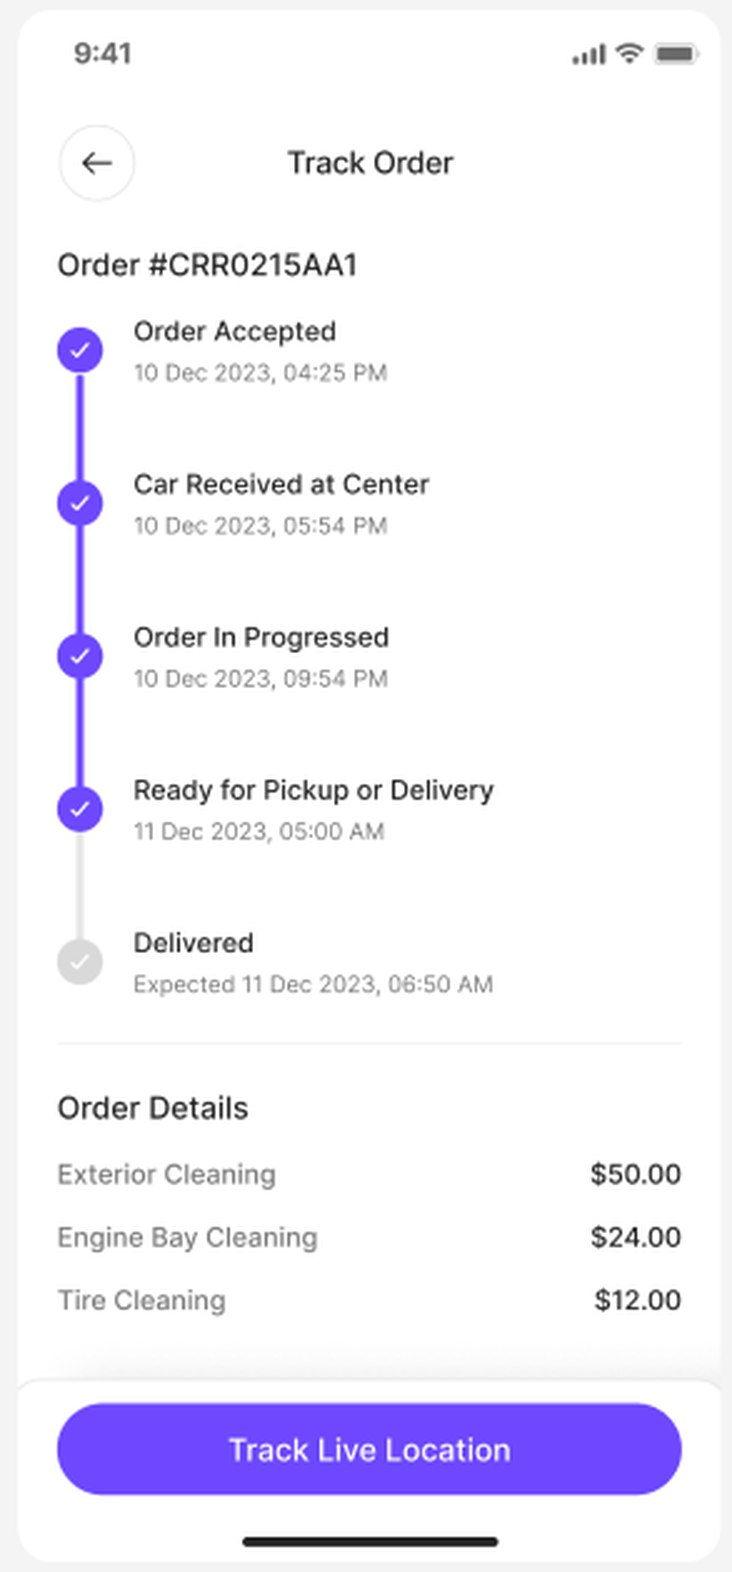 9:41
Track Order
Order #CRR0215AA1
Order Accepted
10 Dec 2023, 04:25 PM
Car Received at Center
10 Dec 2023, 05:54 PM
Order In Progressed
10 Dec 2023, 09:54 PM
Ready for Pickup or Delivery
11 Dec 2023, 05:00 AM
Delivered
Expected 11 Dec 2023, 06:50 AM
Order Details
Exterior Cleaning $50.00
Engine Bay Cleaning $24.00
Tire Cleaning $12.00
Track Live Location